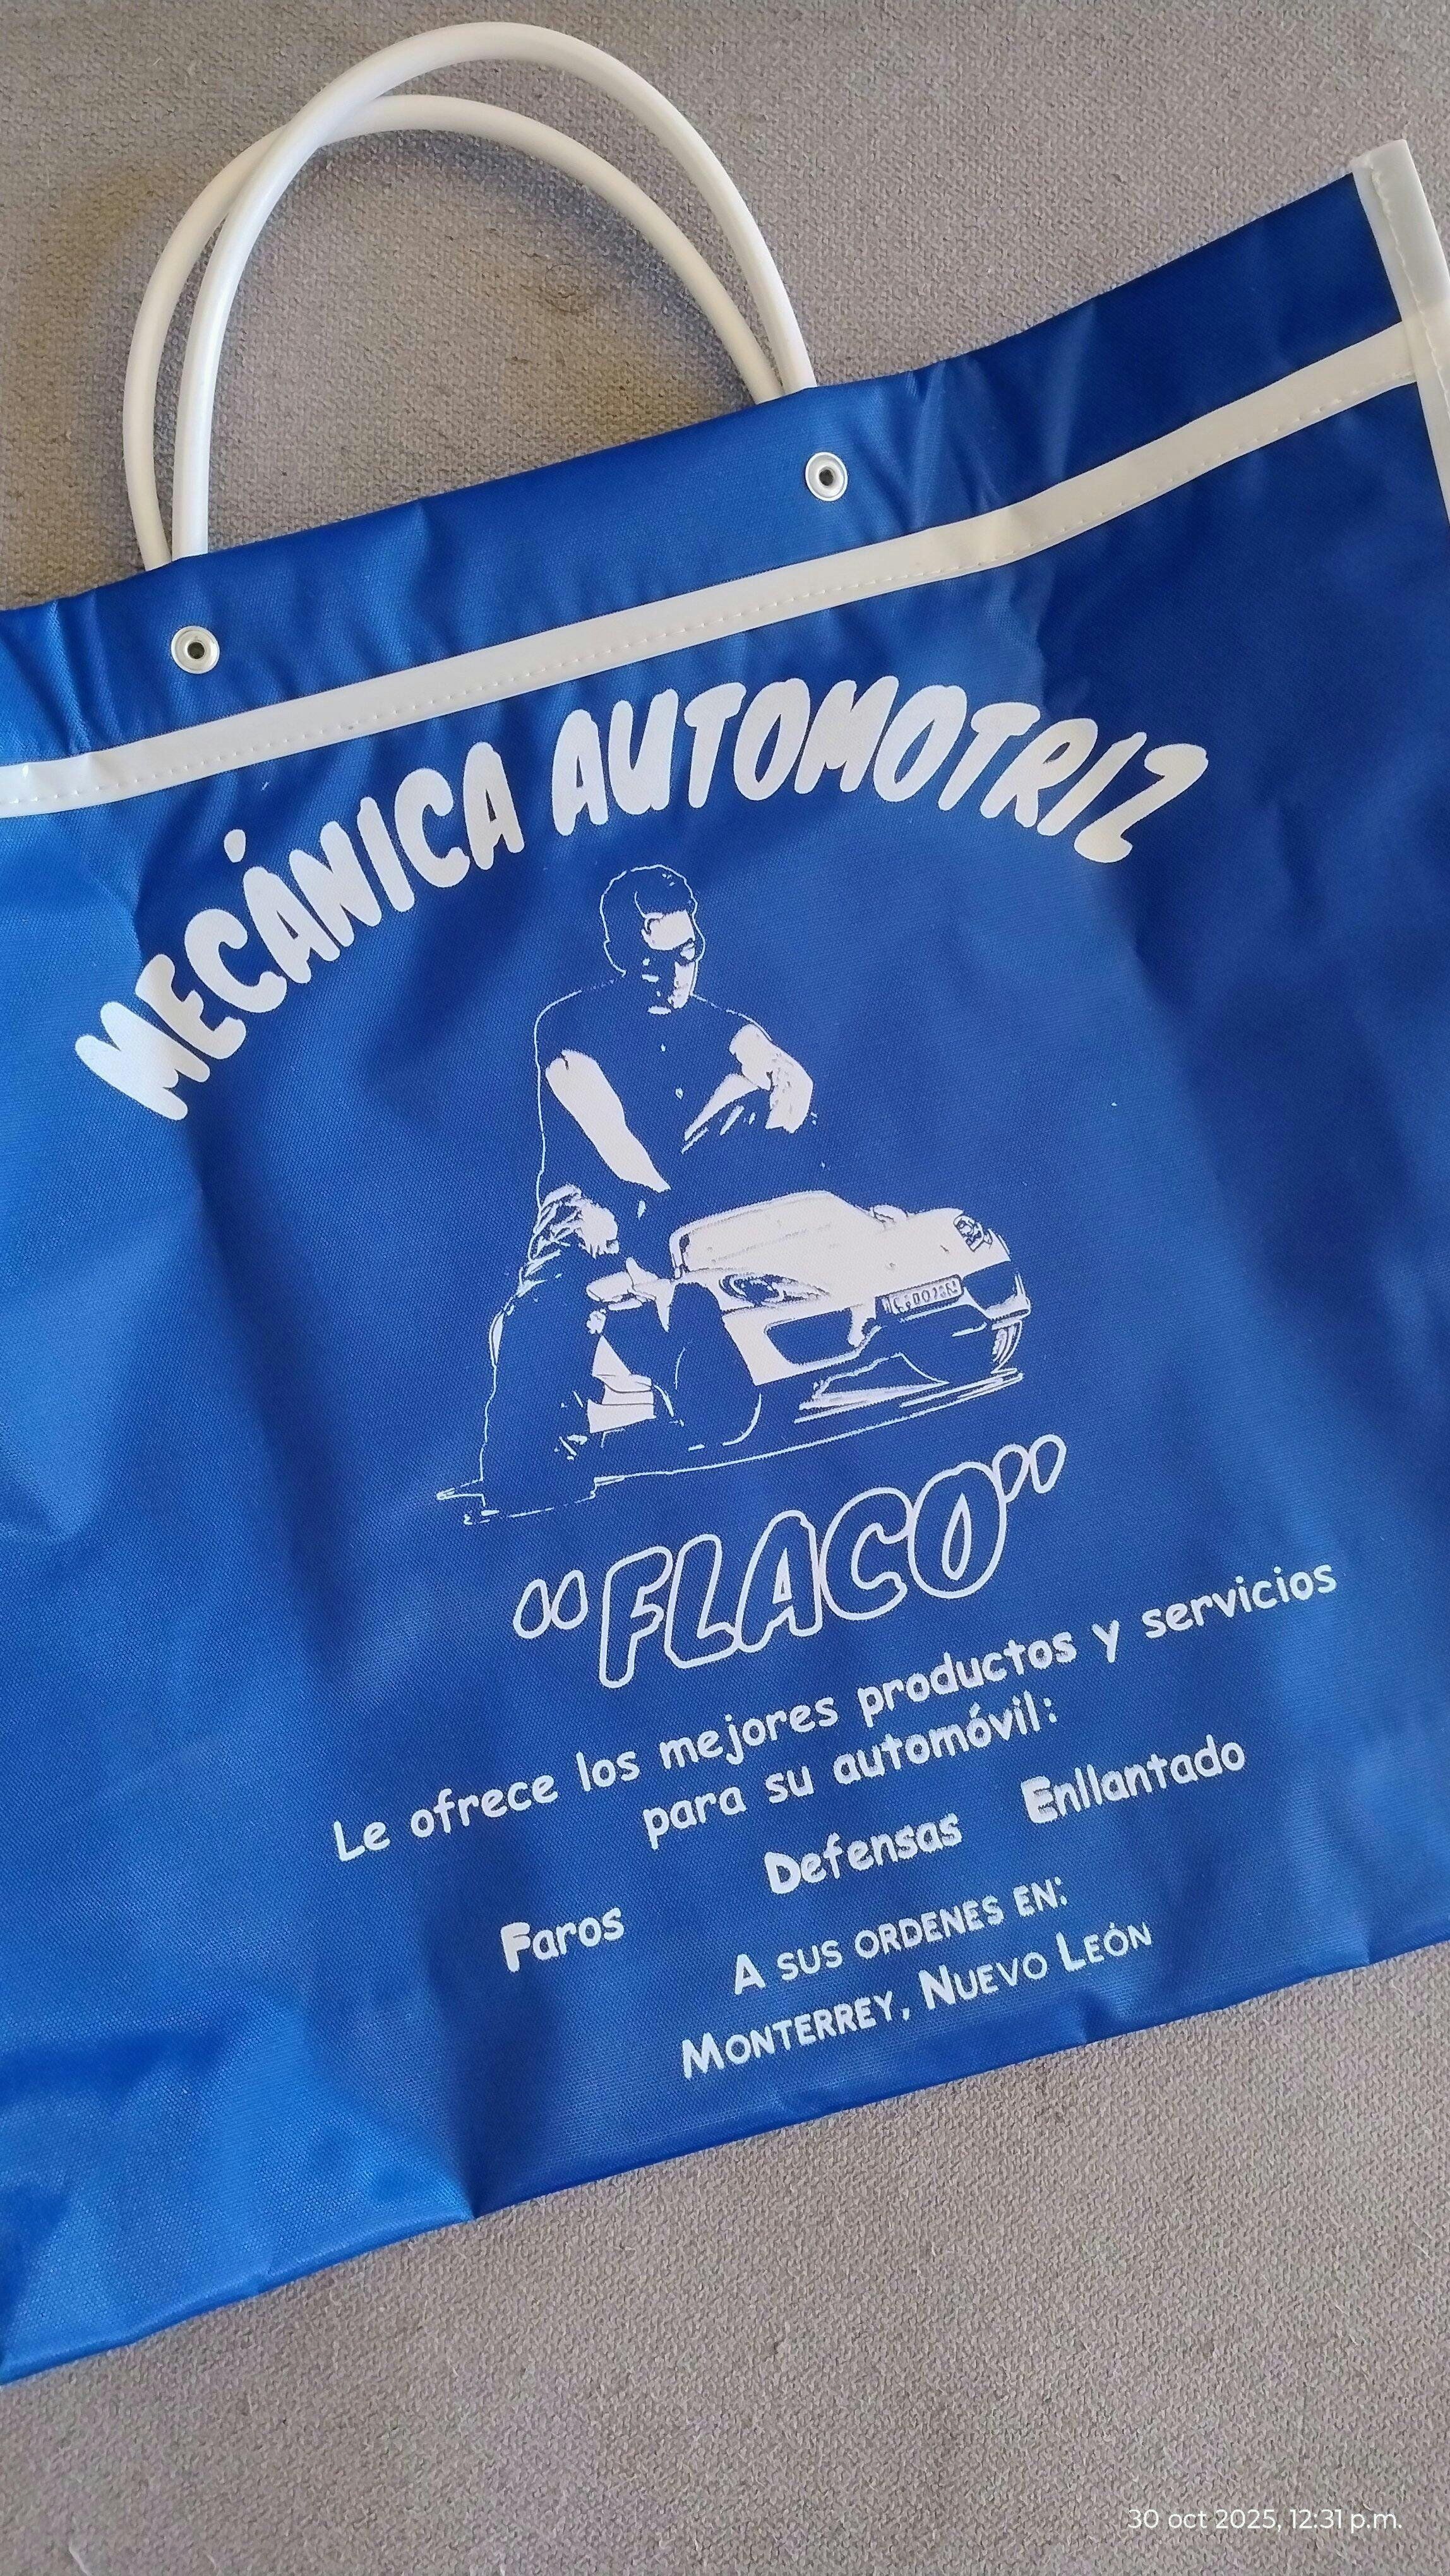 MECÁNICA AUTOMOTRIZ
“FLACO”
Le ofrece los mejores productos y servicios
para su automóvil:
Faros Defensas Enllantado
A SUS ORDENES EN:
MONTERREY, NUEVO LEÓN
30 oct 2025, 12:31 p.m.